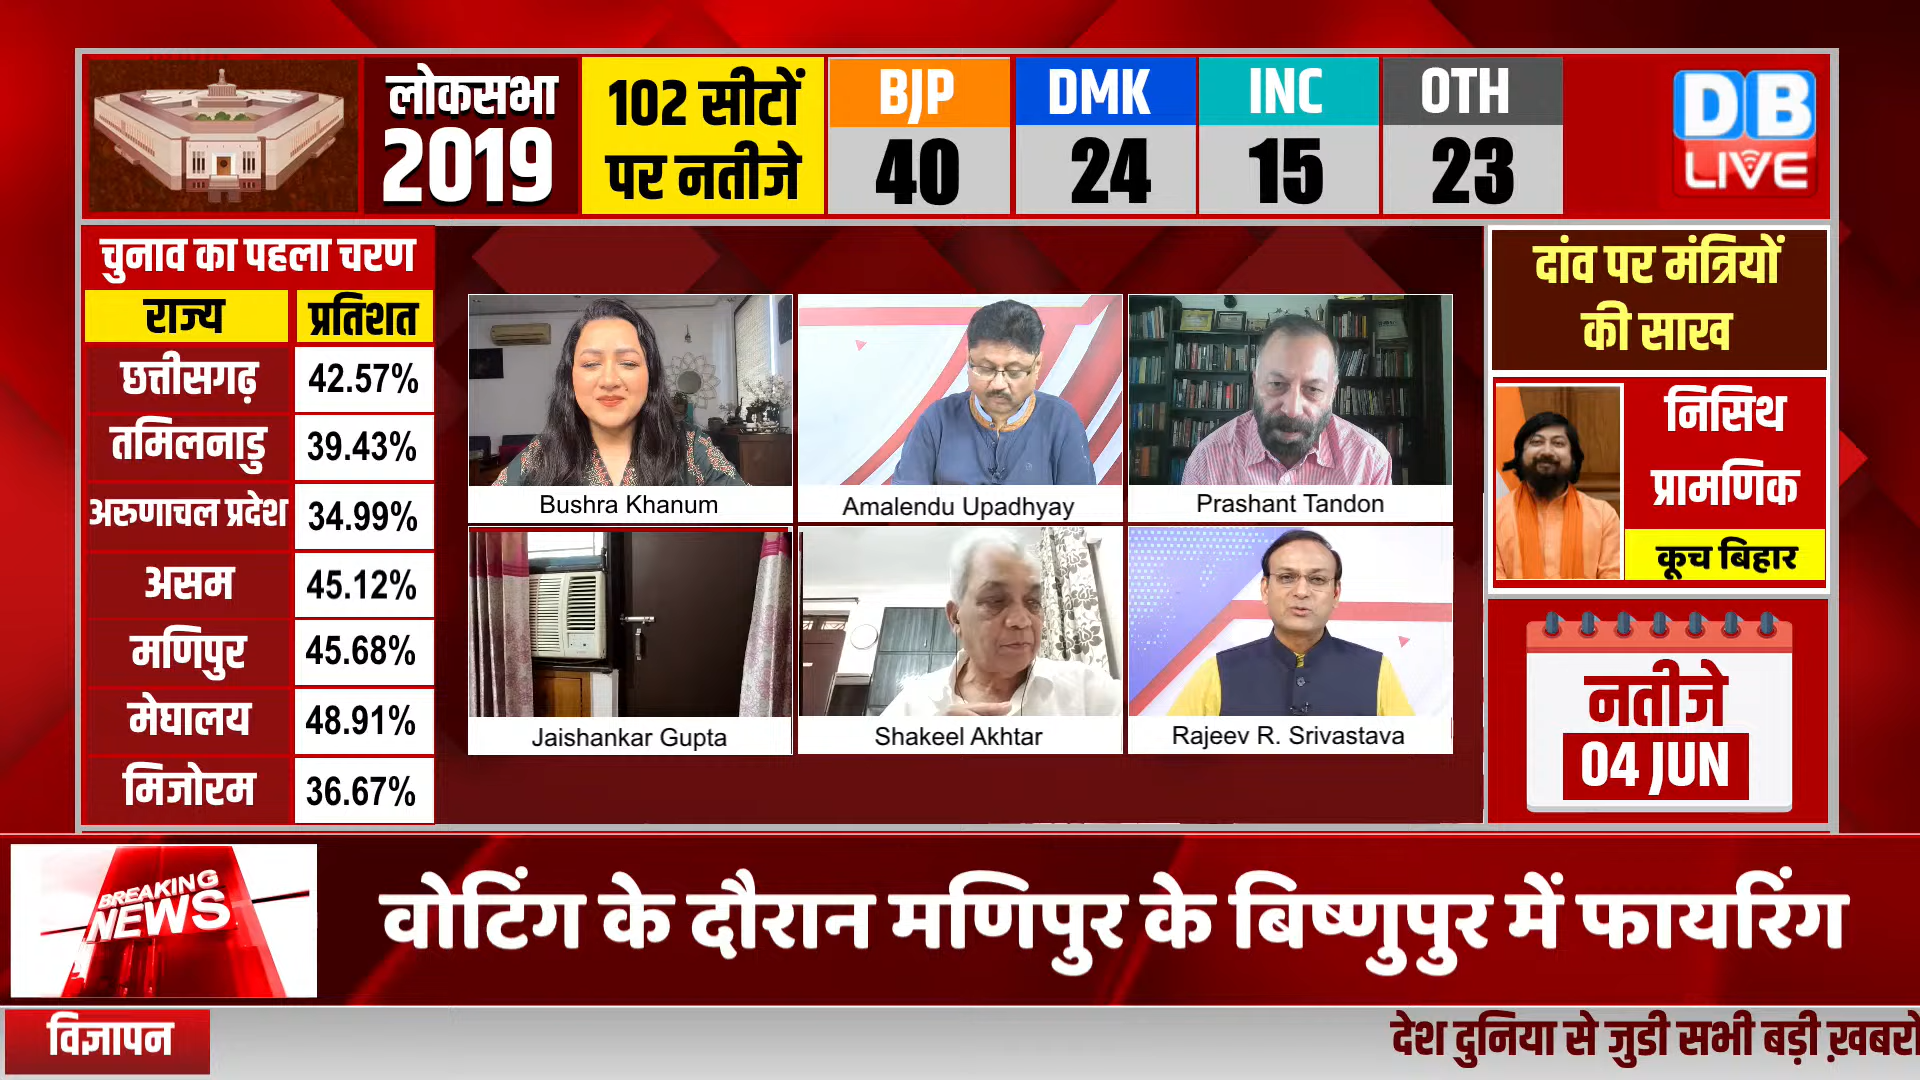 लोकसभा
2019
102 सीटों
पर नतीजे
BJP
40
DMK
24
INC
15
OTH
23
DB
LIVE
चुनाव का पहला चरण
राज्य प्रतिशत
छत्तीसगढ़ 42.57%
तमिलनाडु 39.43%
अरुणाचल प्रदेश 34.99%
असम 45.12%
मणिपुर 45.68%
मेघालय 48.91%
मिजोरम 36.67%
Bushra Khanum
Amalendu Upadhyay
Prashant Tandon
Jaishankar Gupta
Shakeel Akhtar
Rajeev R. Srivastava
दांव पर मंत्रियों
की साख
निसिथ
प्रामणिक
कूच बिहार
नतीजे
04 JUN
BREAKING
NEWS
वोटिंग के दौरान मणिपुर के बिष्णुपुर में फायरिंग
विज्ञापन
देश दुनिया से जुडी सभी बड़ी ख़बरों